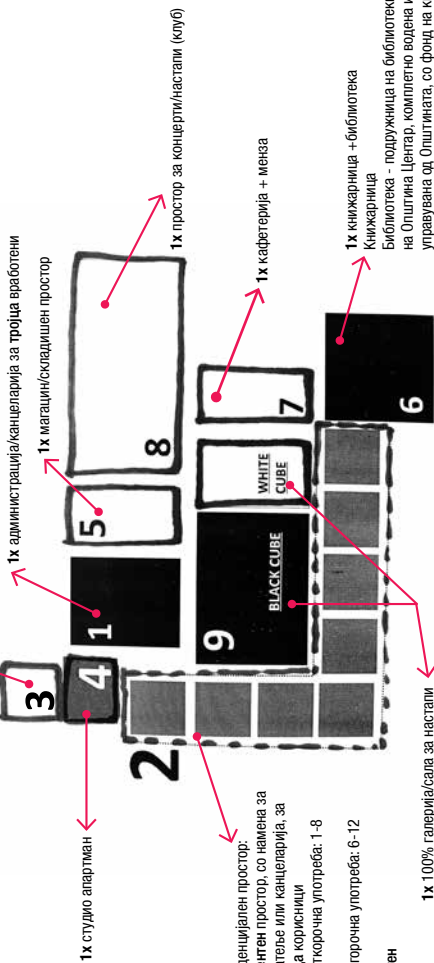 1x студио апартман
3
4
1x администрација/канцеларија за тројца вработени
1x магацин/складишен простор
1
5
8
1x простор за концерти/настапи (клуб)
2
9
BLACK CUBE
WHITE
CUBE
7
1x кафетерија + менза
6
1x книжарница +библиотека
Книжарница
Библиотека - подружница на библиотек
на Општина Центар, комплетно водена и
управувана од Општината, со фонд на к
денцијален простор:
нтен простор, со намена за
атеље или канцеларија, за
корисници
ткорочна употреба: 1-8
торочна употреба: 6-12
ен
1x 100% галерија/сала за настапи